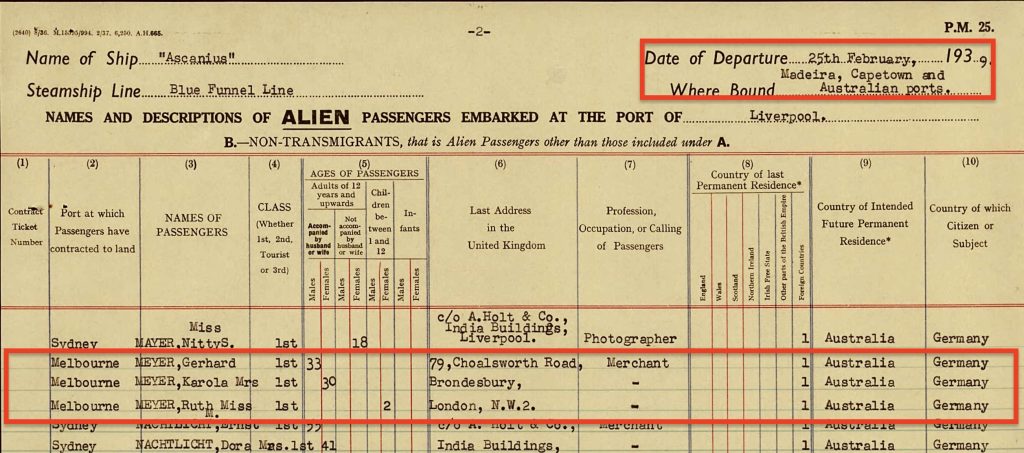 P.M. 25.
-2-
Name of Ship "Ascanius"
Date of Departure 25th February, 1939.
Steamship Line Blue Funnel Line
Where Bound Madeira, Capetown and Australian ports.
NAMES AND DESCRIPTIONS OF ALIEN PASSENGERS EMBARKED AT THE PORT OF Liverpool.
B.—NON-TRANSMIGRANTS, that is Alien Passengers other than those included under A.
(1) (2) (3) (4) (5) (6) (7) (8) (9) (10)
Contract Ticket Number
Port at which Passengers have contracted to land
NAMES OF PASSENGERS
CLASS (Whether 1st, 2nd, Tourist or 3rd)
AGES OF PASSENGERS
Adults of 12 years and upwards
Accompanied by husband or wife
Not accompanied by husband or wife
Children between 1 and 12
Infants
Males Females Males Females Males Females Males Females
Last Address in the United Kingdom
Profession, Occupation, or Calling of Passengers
Country of last Permanent Residence*
England
Wales
Scotland
Northern Ireland
Irish Free State
Other parts of the British Empire
Foreign Countries
Country of Intended Future Permanent Residence*
Country of which Citizen or Subject
Sydney MAYER, Miss NittyS. 1st 18 c/o A.Holt & Co., India Buildings, Liverpool. Photographer 1 Australia Germany
Melbourne MEYER,Gerhard 1st 33 79,Choalsworth Road, Merchant 1 Australia Germany
Melbourne MEYER,Karola Mrs 1st 30 Brondesbury, - 1 Australia Germany
Melbourne MEYER,Ruth Miss M. 1st 2 London, N.W.2. - 1 Australia Germany
Sydney NACHTLICHT,Ernst 1st 55 c/o A. Holt & Co., Merchant 1 Australia Germany
Sydney NACHTLICHT,Dora Mrs. 1st 41 India Buildings, - 1 Australia Germany